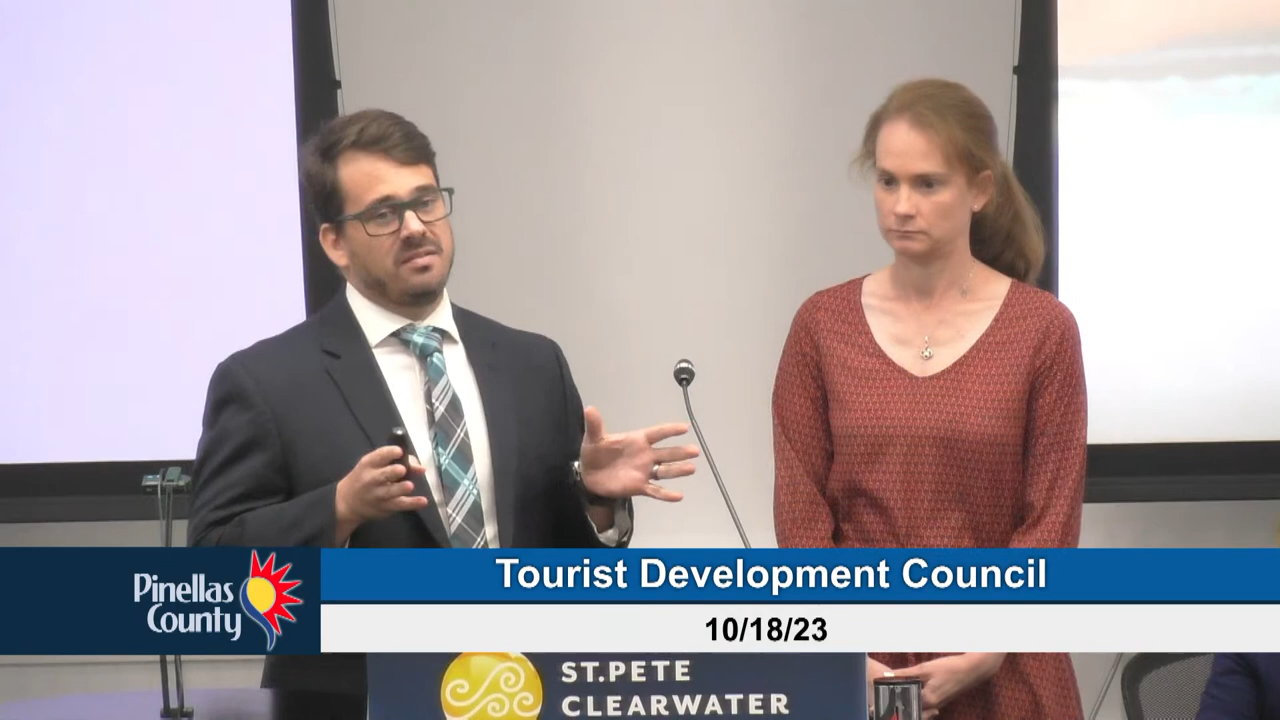 Tourist Development Council
Pinellas
County
10/18/23
ST.PETE
CLEARWATER